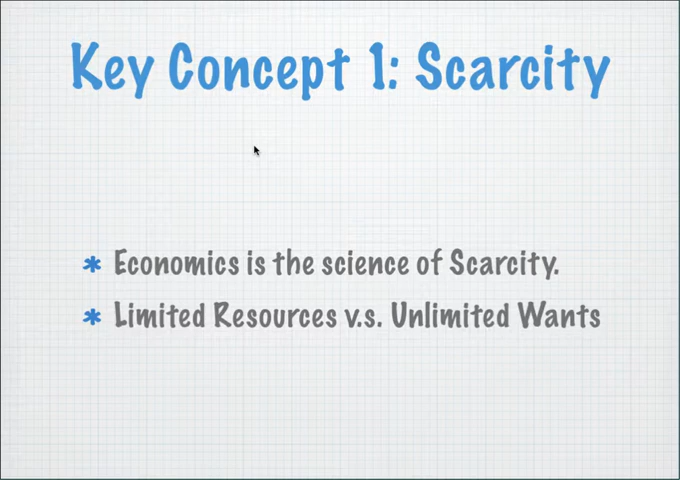 Key Concept 1: Scarcity
* Economics is the science of Scarcity.
* Limited Resources v.s. Unlimited Wants